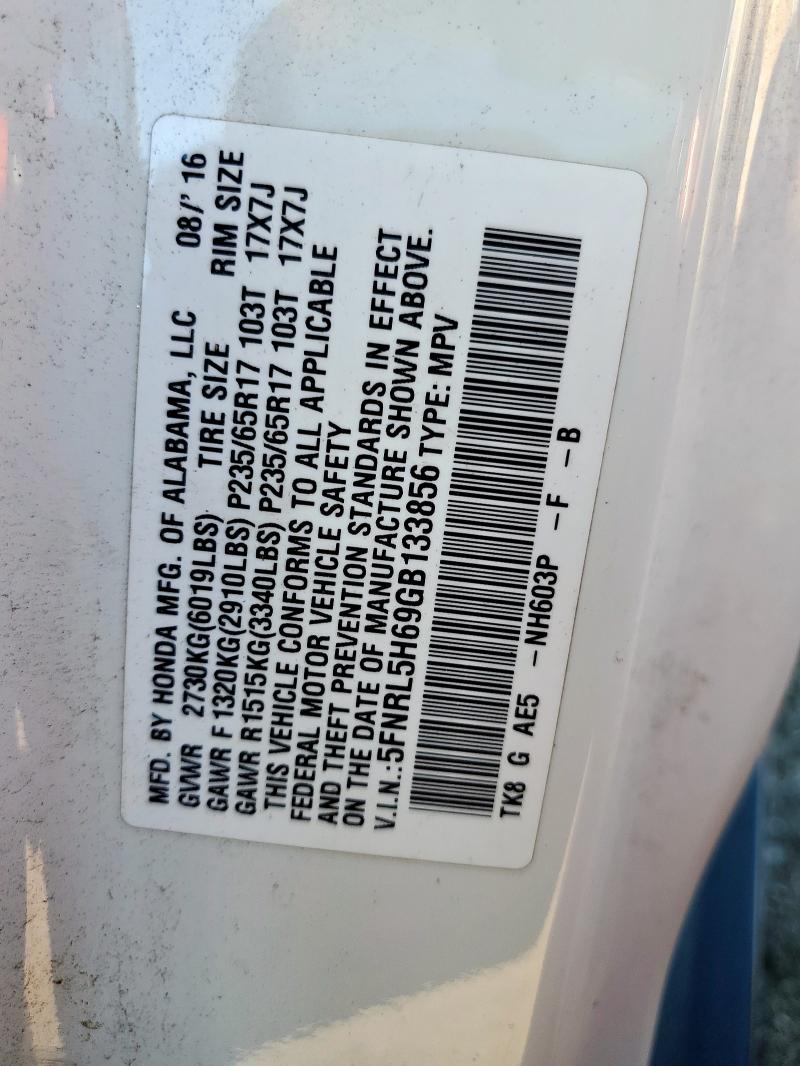 MFD. BY HONDA MFG. OF ALABAMA, LLC 08/' 16
GVWR 2730KG(6019LBS) TIRE SIZE RIM SIZE
GAWR F 1320KG(2910LBS) P235/65R17 103T 17X7J
GAWR R1515KG(3340LBS) P235/65R17 103T 17X7J
THIS VEHICLE CONFORMS TO ALL APPLICABLE
FEDERAL MOTOR VEHICLE SAFETY
AND THEFT PREVENTION STANDARDS IN EFFECT
ON THE DATE OF MANUFACTURE SHOWN ABOVE.
V.I.N.:5FNRL5H69GB133856 TYPE: MPV
TK8 G AE5 -NH603P -F -B